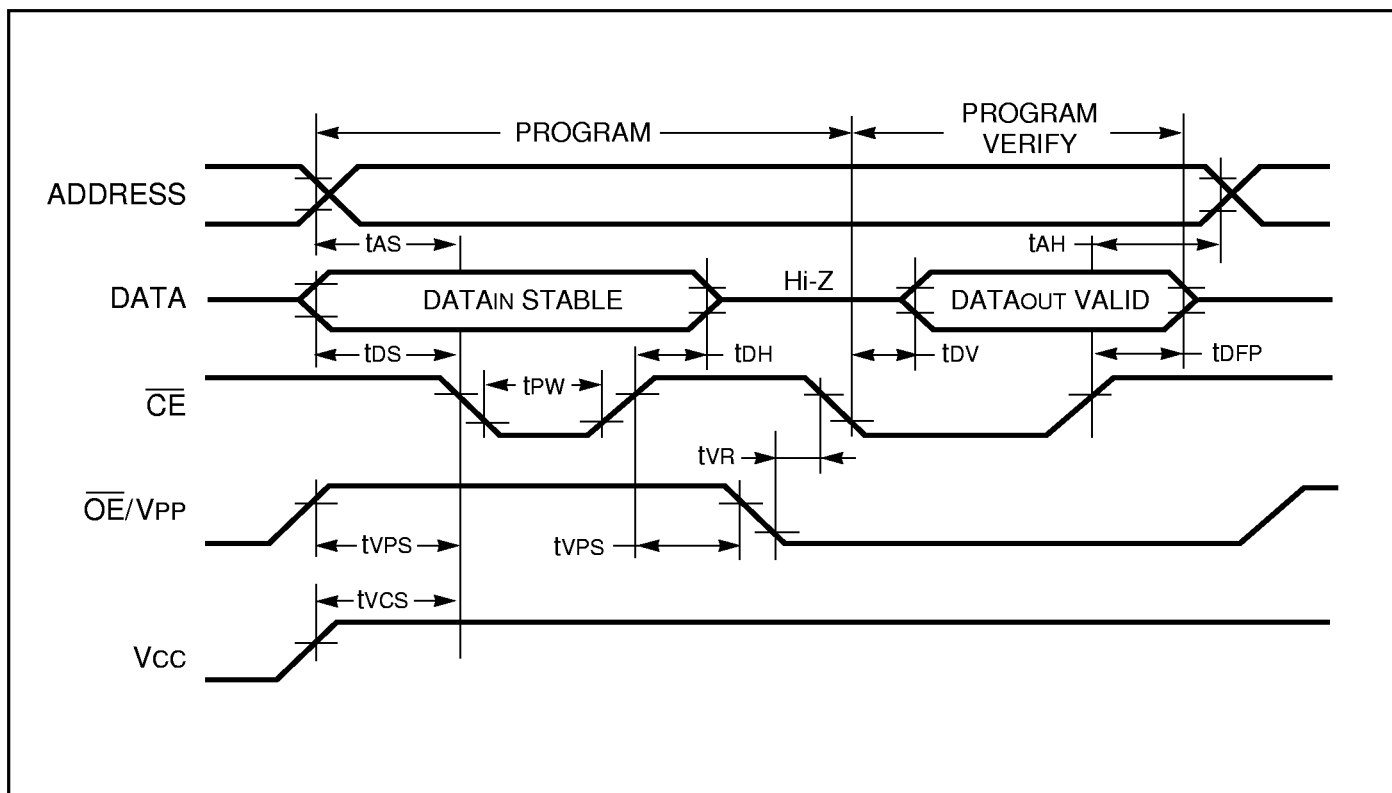 PROGRAM
PROGRAM
VERIFY
ADDRESS
tAS
tAH
DATA
DATAIN STABLE
Hi-Z
DATAOUT VALID
tDS
tDH
tDV
tDFP
CE
tPW
tVR
OE/VPP
tVPS
tVPS
tVCS
VCC